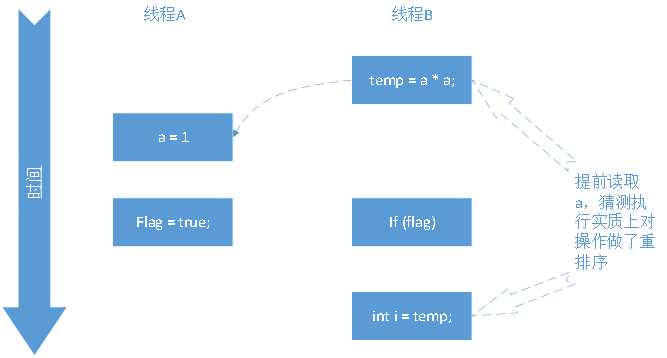 线程A
线程B
temp = a * a;
a = 1
时间
Flag = true;
If (flag)
提前读取
a，猜测执
行实质上对
操作做了重
排序
int i = temp;